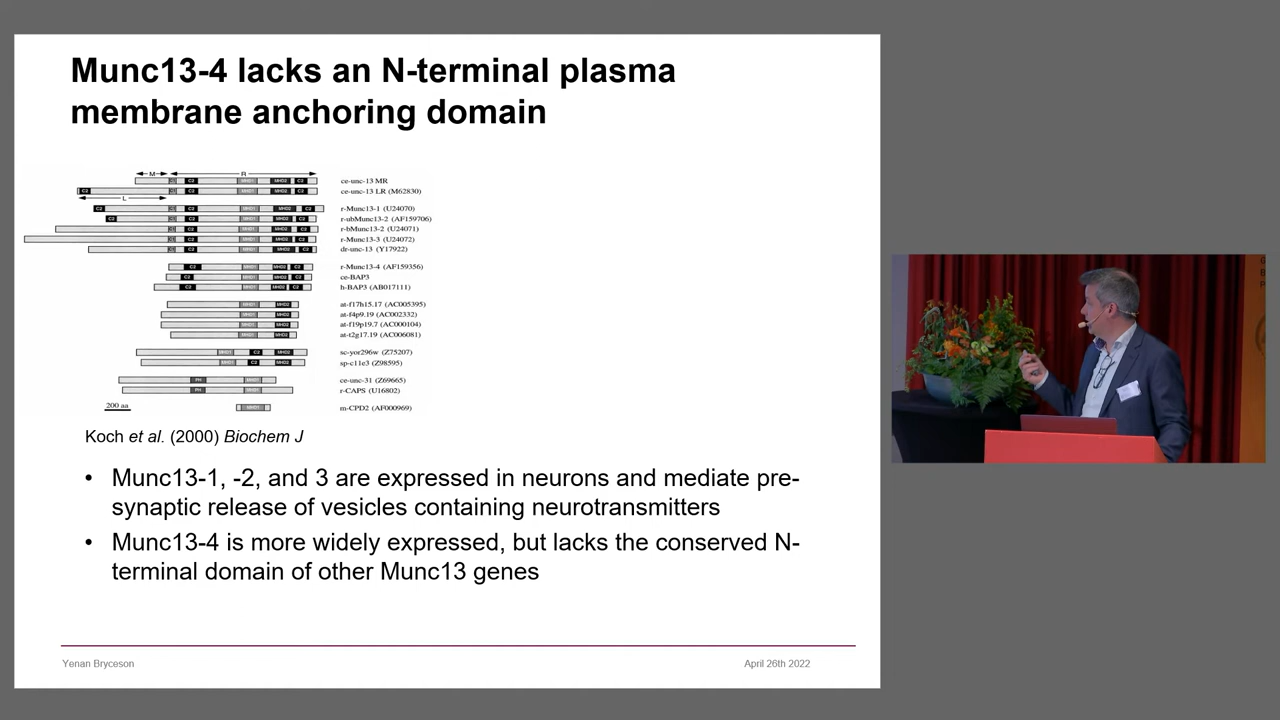 Munc13-4 lacks an N-terminal plasma
membrane anchoring domain
M R
ce-unc-13 MR
C2 ce-unc-13 LR (M62830)
L
r-Munc13-1 (U24070)
r-ubMunc13-2 (AF159706)
r-bMunc13-2 (U24071)
r-Munc13-3 (U24072)
dr-unc-13 (Y17922)
r-Munc13-4 (AF159356)
ce-BAP3
h-BAP3 (AB017111)
at-f17h15.17 (AC005395)
at-f4p9.19 (AC002332)
at-f19p19.7 (AC000104)
at-t2g17.19 (AC006081)
sc-yor296w (Z75207)
sp-c11e3 (Z98595)
ce-unc-31 (Z69665)
r-CAPS (U16802)
m-CPD2 (AF000969)
200 aa
Koch et al. (2000) Biochem J
• Munc13-1, -2, and 3 are expressed in neurons and mediate pre-
synaptic release of vesicles containing neurotransmitters
• Munc13-4 is more widely expressed, but lacks the conserved N-
terminal domain of other Munc13 genes
Yenan Bryceson April 26th 2022